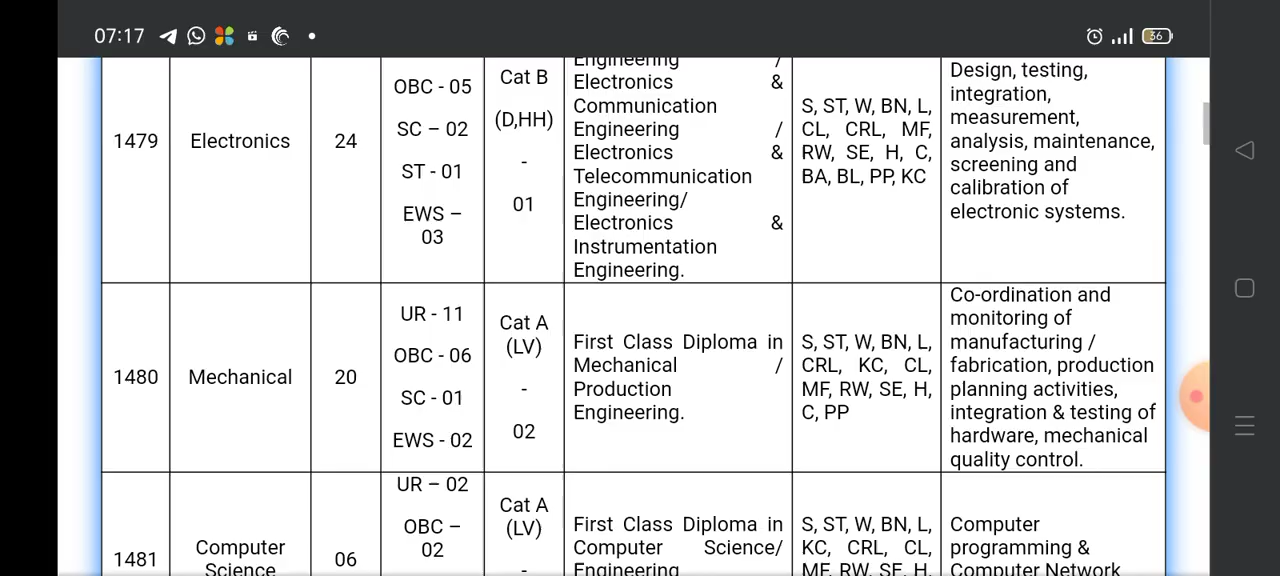 07:17
36
1479
Electronics
24
OBC - 05
SC – 02
ST - 01
EWS –
03
Cat B
(D,HH)
-
01
Engineering /
Electronics &
Communication
Engineering /
Electronics &
Telecommunication
Engineering/
Electronics &
Instrumentation
Engineering.
S, ST, W, BN, L,
CL, CRL, MF,
RW, SE, H, C,
BA, BL, PP, KC
Design, testing,
integration,
measurement,
analysis, maintenance,
screening and
calibration of
electronic systems.
1480
Mechanical
20
UR - 11
OBC - 06
SC - 01
EWS - 02
Cat A
(LV)
-
02
First Class Diploma in
Mechanical /
Production
Engineering.
S, ST, W, BN, L,
CRL, KC, CL,
MF, RW, SE, H,
C, PP
Co-ordination and
monitoring of
manufacturing /
fabrication, production
planning activities,
integration & testing of
hardware, mechanical
quality control.
1481
Computer
Science
06
UR – 02
OBC –
02
Cat A
(LV)
-
First Class Diploma in
Computer Science/
Engineering
S, ST, W, BN, L,
KC, CRL, CL,
MF, RW, SE, H,
Computer
programming &
Computer Network